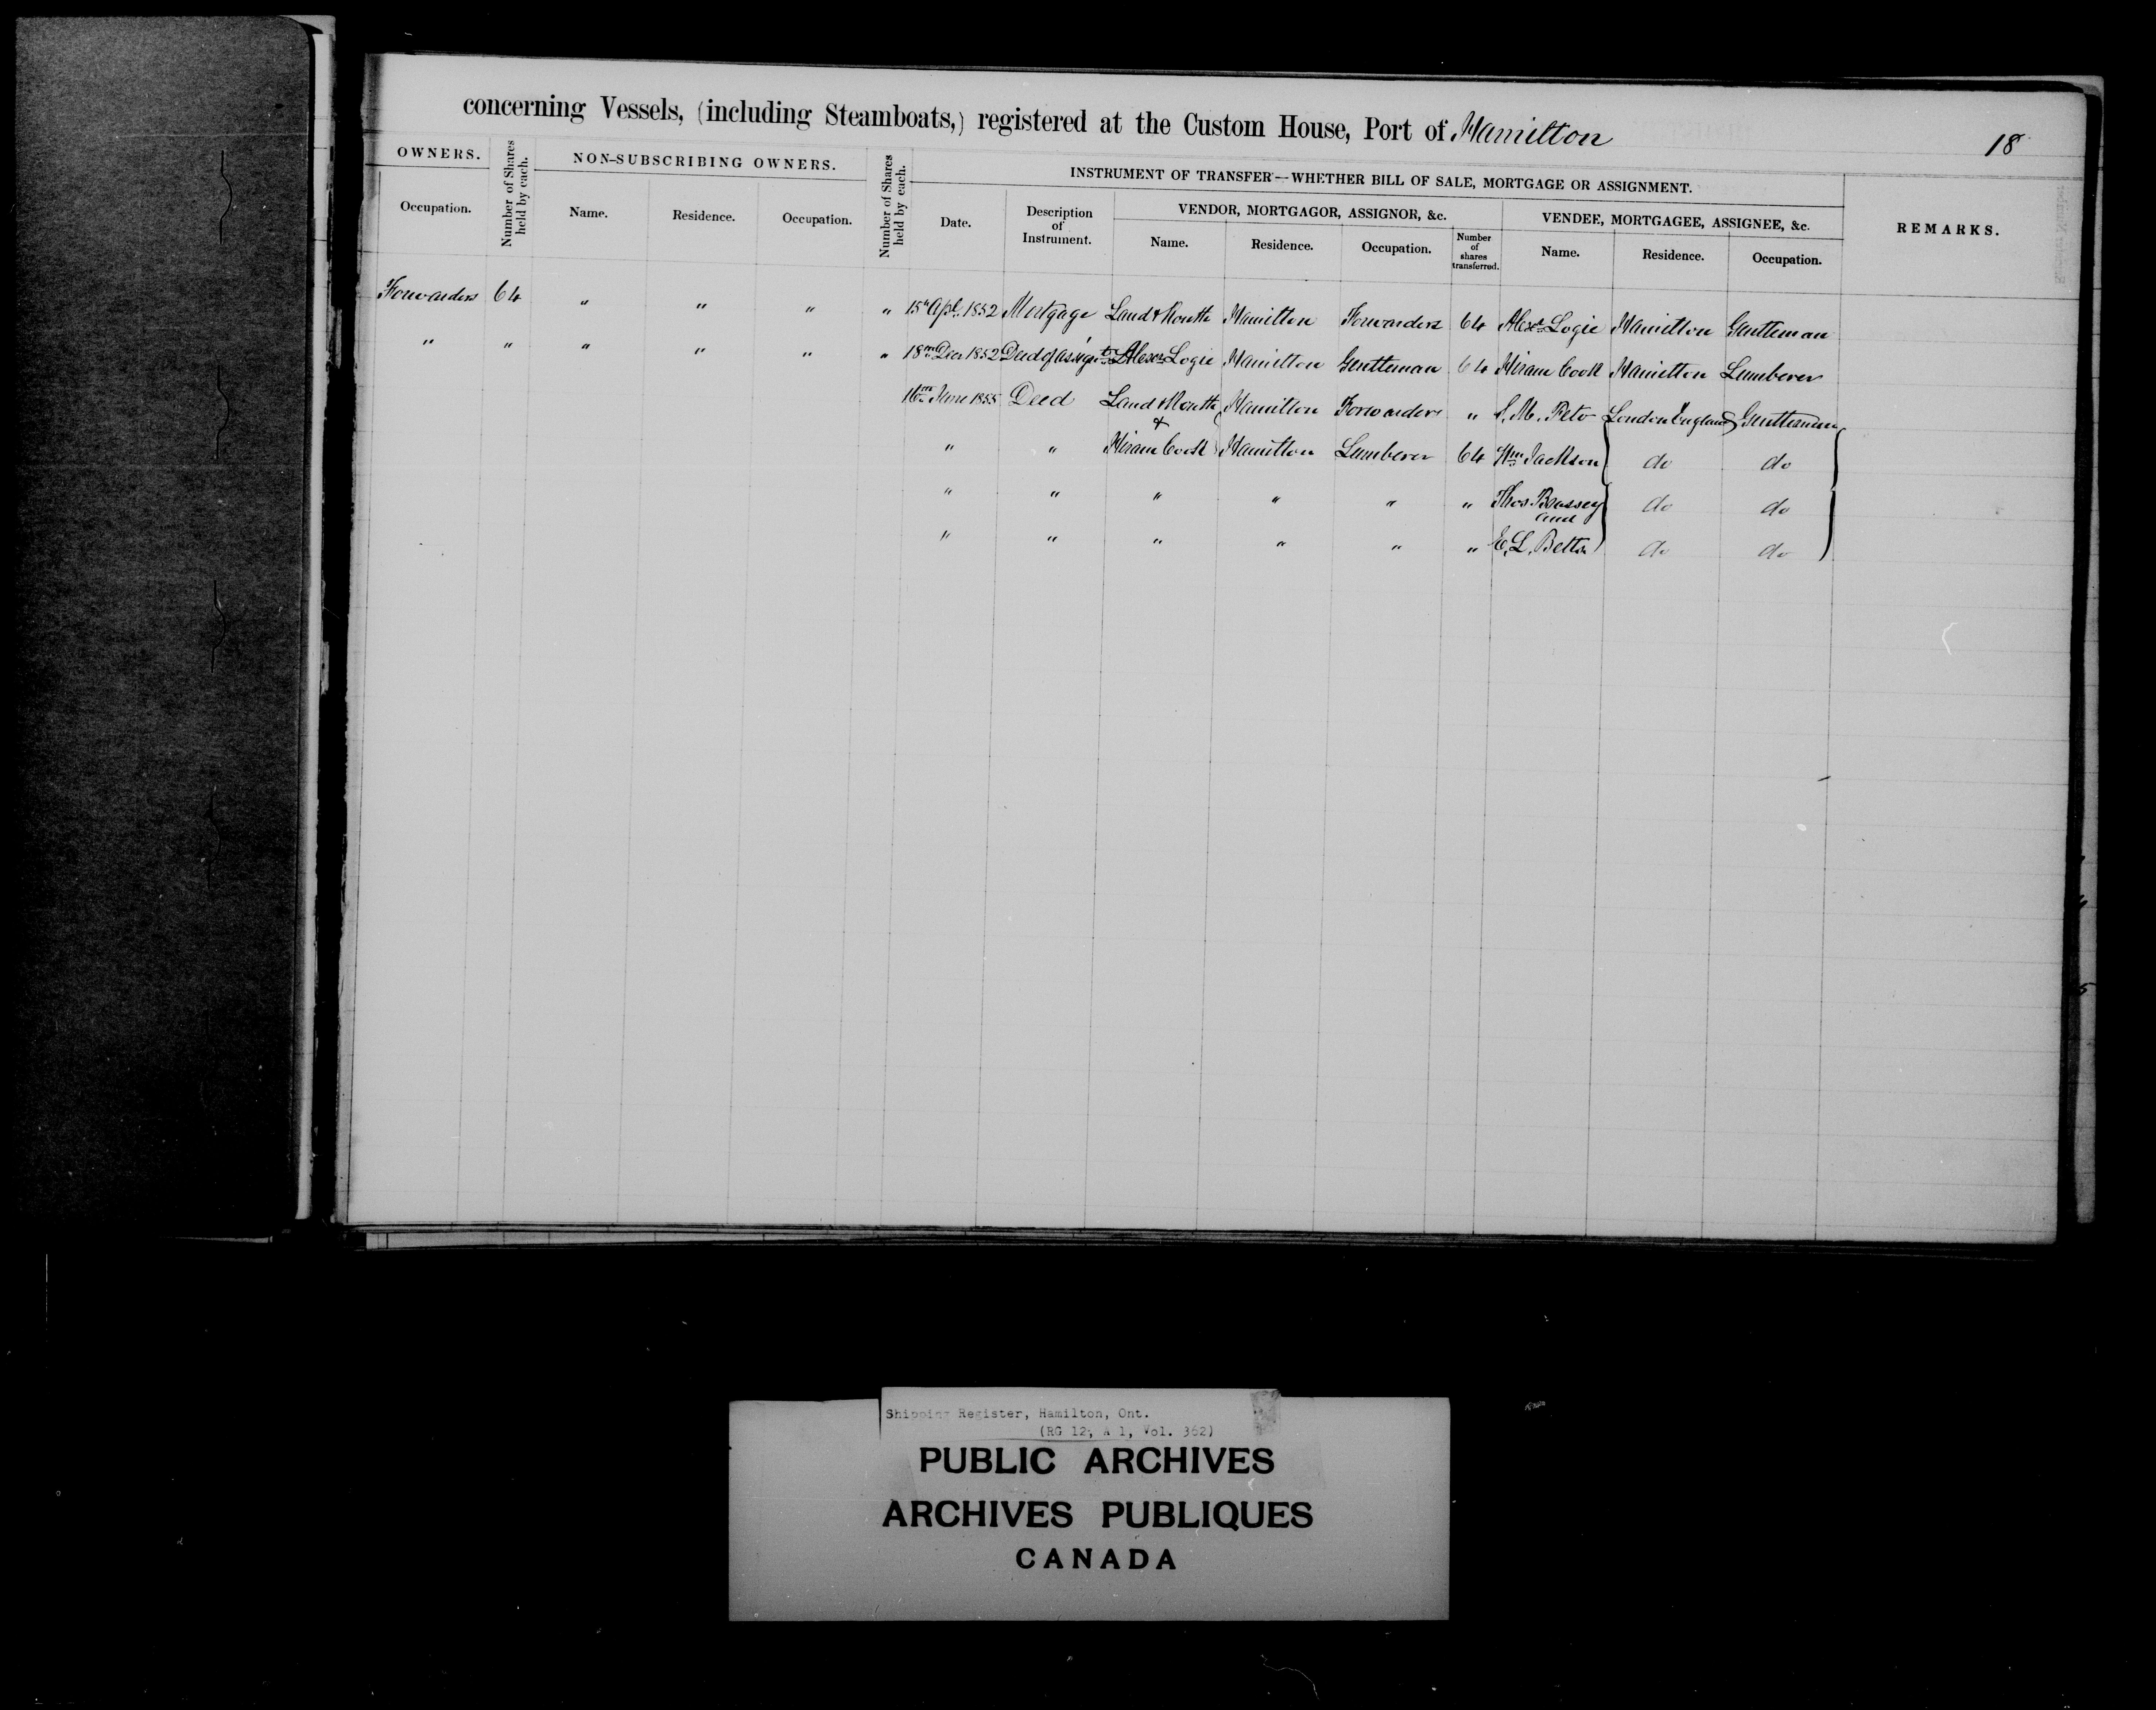 concerning Vessels, (including Steamboats,) registered at the Custom House, Port of Hamilton
18
OWNERS. Number of Shares held by each. NON-SUBSCRIBING OWNERS. Number of Shares held by each. INSTRUMENT OF TRANSFER—WHETHER BILL OF SALE, MORTGAGE OR ASSIGNMENT. REMARKS.
VENDOR, MORTGAGOR, ASSIGNOR, &c. VENDEE, MORTGAGEE, ASSIGNEE, &c.
Occupation. Name. Residence. Occupation. Date. Description of Instrument. Name. Residence. Occupation. Number of shares transferred. Name. Residence. Occupation.
Forwarders 64 " " " " 15th Apl. 1852 Mortgage Land & Routh Hamilton Forwarders 64 Alexr Logie Hamilton Gentleman
" " " " " " 18th Decr 1852 Deed of Alexr Logie Hamilton Gentleman 64 Hiram Cook Hamilton Lumberer
16th June 1855 Deed Land & Routh Hamilton Forwarders " S. M. Peto London England Gentlemen
&
" " Hiram Cook Hamilton Lumberer 64 Wm Jackson do do
" " " " " " Thos. Brassey do do
and
" " " " " " E. L. Betts do do
Shipping Register, Hamilton, Ont.
(RG 12, A 1, Vol. 362)
PUBLIC ARCHIVES
ARCHIVES PUBLIQUES
CANADA